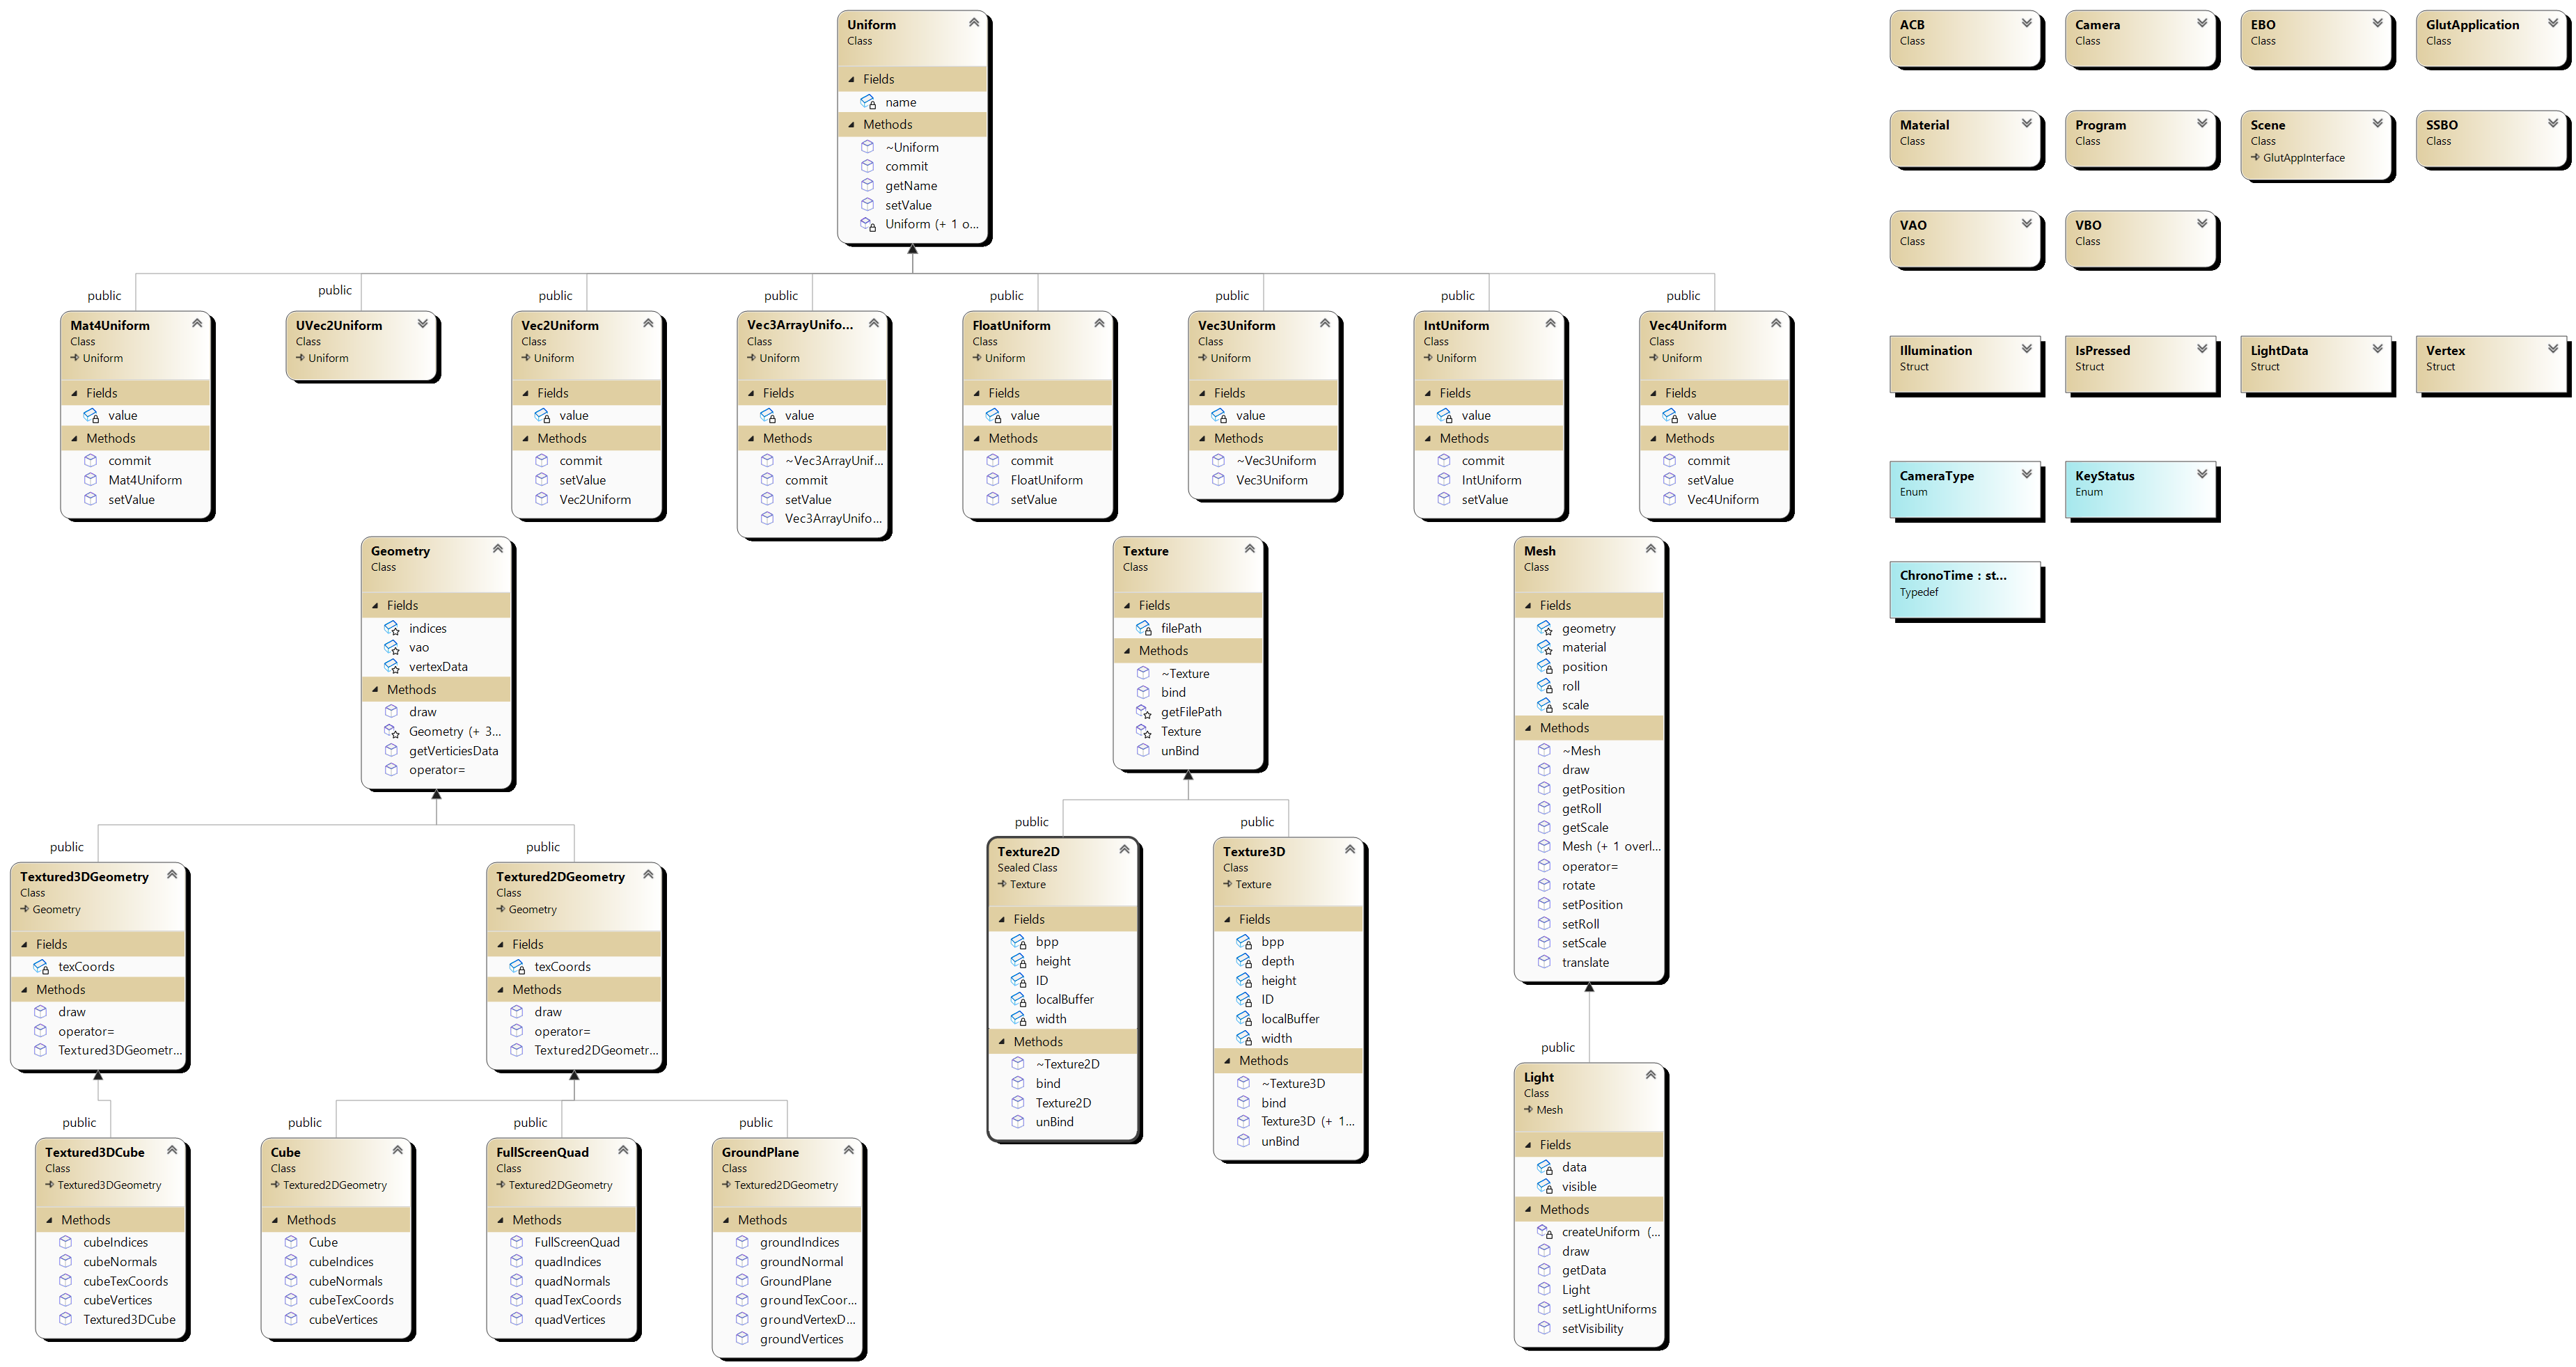 Uniform
Class
Fields
name
Methods
~Uniform
commit
getName
setValue
Uniform (+ 1 o...
public
Mat4Uniform
Class
Uniform
Fields
value
Methods
commit
Mat4Uniform
setValue
public
UVec2Uniform
Class
Uniform
public
Vec2Uniform
Class
Uniform
Fields
value
Methods
commit
setValue
Vec2Uniform
public
Vec3ArrayUnifo...
Class
Uniform
Fields
value
Methods
~Vec3ArrayUnif...
commit
setValue
Vec3ArrayUnifo...
public
FloatUniform
Class
Uniform
Fields
value
Methods
commit
FloatUniform
setValue
public
Vec3Uniform
Class
Uniform
Fields
value
Methods
~Vec3Uniform
Vec3Uniform
public
IntUniform
Class
Uniform
Fields
value
Methods
commit
IntUniform
setValue
public
Vec4Uniform
Class
Uniform
Fields
value
Methods
commit
setValue
Vec4Uniform
Geometry
Class
Fields
indices
vao
vertexData
Methods
draw
Geometry (+ 3...
getVerticiesData
operator=
public
Textured3DGeometry
Class
Geometry
Fields
texCoords
Methods
draw
operator=
Textured3DGeometr...
public
Textured2DGeometry
Class
Geometry
Fields
texCoords
Methods
draw
operator=
Textured2DGeometr...
public
Textured3DCube
Class
Textured3DGeometry
Methods
cubeIndices
cubeNormals
cubeTexCoords
cubeVertices
Textured3DCube
public
Cube
Class
Textured2DGeometry
Methods
Cube
cubeIndices
cubeNormals
cubeTexCoords
cubeVertices
public
FullScreenQuad
Class
Textured2DGeometry
Methods
FullScreenQuad
quadIndices
quadNormals
quadTexCoords
quadVertices
public
GroundPlane
Class
Textured2DGeometry
Methods
groundIndices
groundNormal
GroundPlane
groundTexCoor...
groundVertexD...
groundVertices
Texture
Class
Fields
filePath
Methods
~Texture
bind
getFilePath
Texture
unBind
public
Texture2D
Sealed Class
Texture
Fields
bpp
height
ID
localBuffer
width
Methods
~Texture2D
bind
Texture2D
unBind
public
Texture3D
Class
Texture
Fields
bpp
depth
height
ID
localBuffer
width
Methods
~Texture3D
bind
Texture3D (+ 1...
unBind
Mesh
Class
Fields
geometry
material
position
roll
scale
Methods
~Mesh
draw
getPosition
getRoll
getScale
Mesh (+ 1 overl...
operator=
rotate
setPosition
setRoll
setScale
translate
public
Light
Class
Mesh
Fields
data
visible
Methods
createUniform (...
draw
getData
Light
setLightUniforms
setVisibility
ACB
Class
Camera
Class
EBO
Class
GlutApplication
Class
Material
Class
Program
Class
Scene
Class
GlutAppInterface
SSBO
Class
VAO
Class
VBO
Class
Illumination
Struct
IsPressed
Struct
LightData
Struct
Vertex
Struct
CameraType
Enum
KeyStatus
Enum
ChronoTime : st...
Typedef